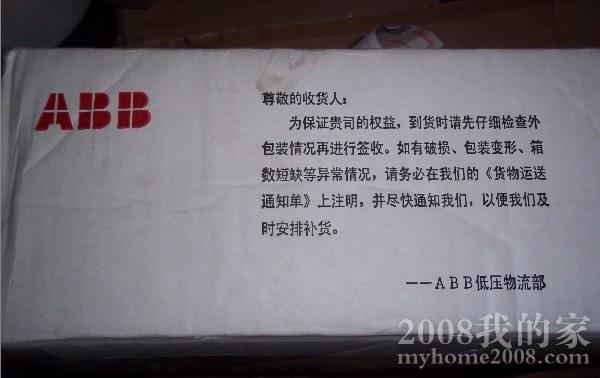 ABB
尊敬的收货人:
为保证贵司的权益，到货时请先仔细检查外
包装情况再进行签收。如有破损、包装变形、箱
数短缺等异常情况，请务必在我们的《货物运送
通知单》上注明，并尽快通知我们，以便我们及
时安排补货。
——ABB低压物流部
2008我的家
myhome2008.com